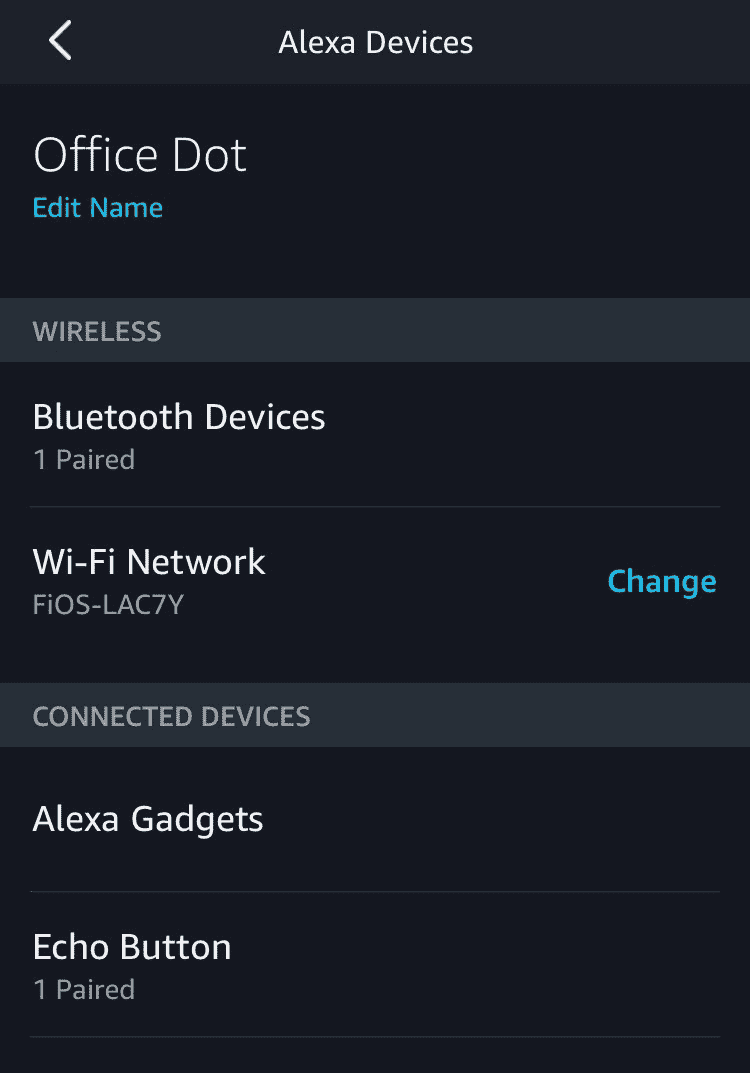 Alexa Devices
Office Dot
Edit Name
WIRELESS
Bluetooth Devices
1 Paired
Wi-Fi Network
FiOS-LAC7Y
Change
CONNECTED DEVICES
Alexa Gadgets
Echo Button
1 Paired